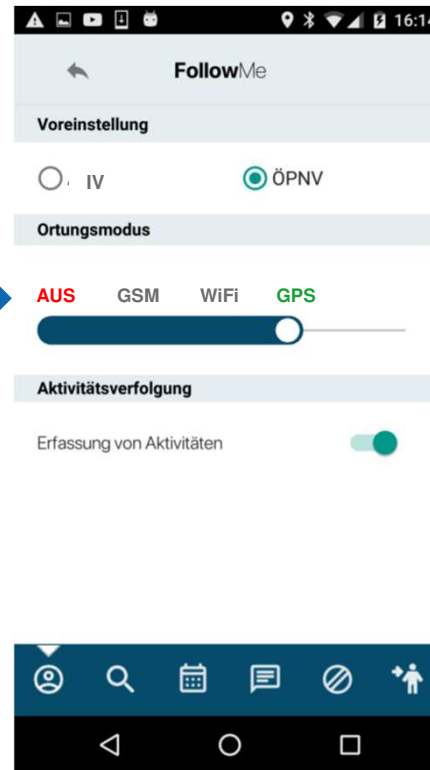 16:14
FollowMe
Voreinstellung
IV
ÖPNV
Ortungsmodus
AUS GSM WiFi GPS
Aktivitätsverfolgung
Erfassung von Aktivitäten